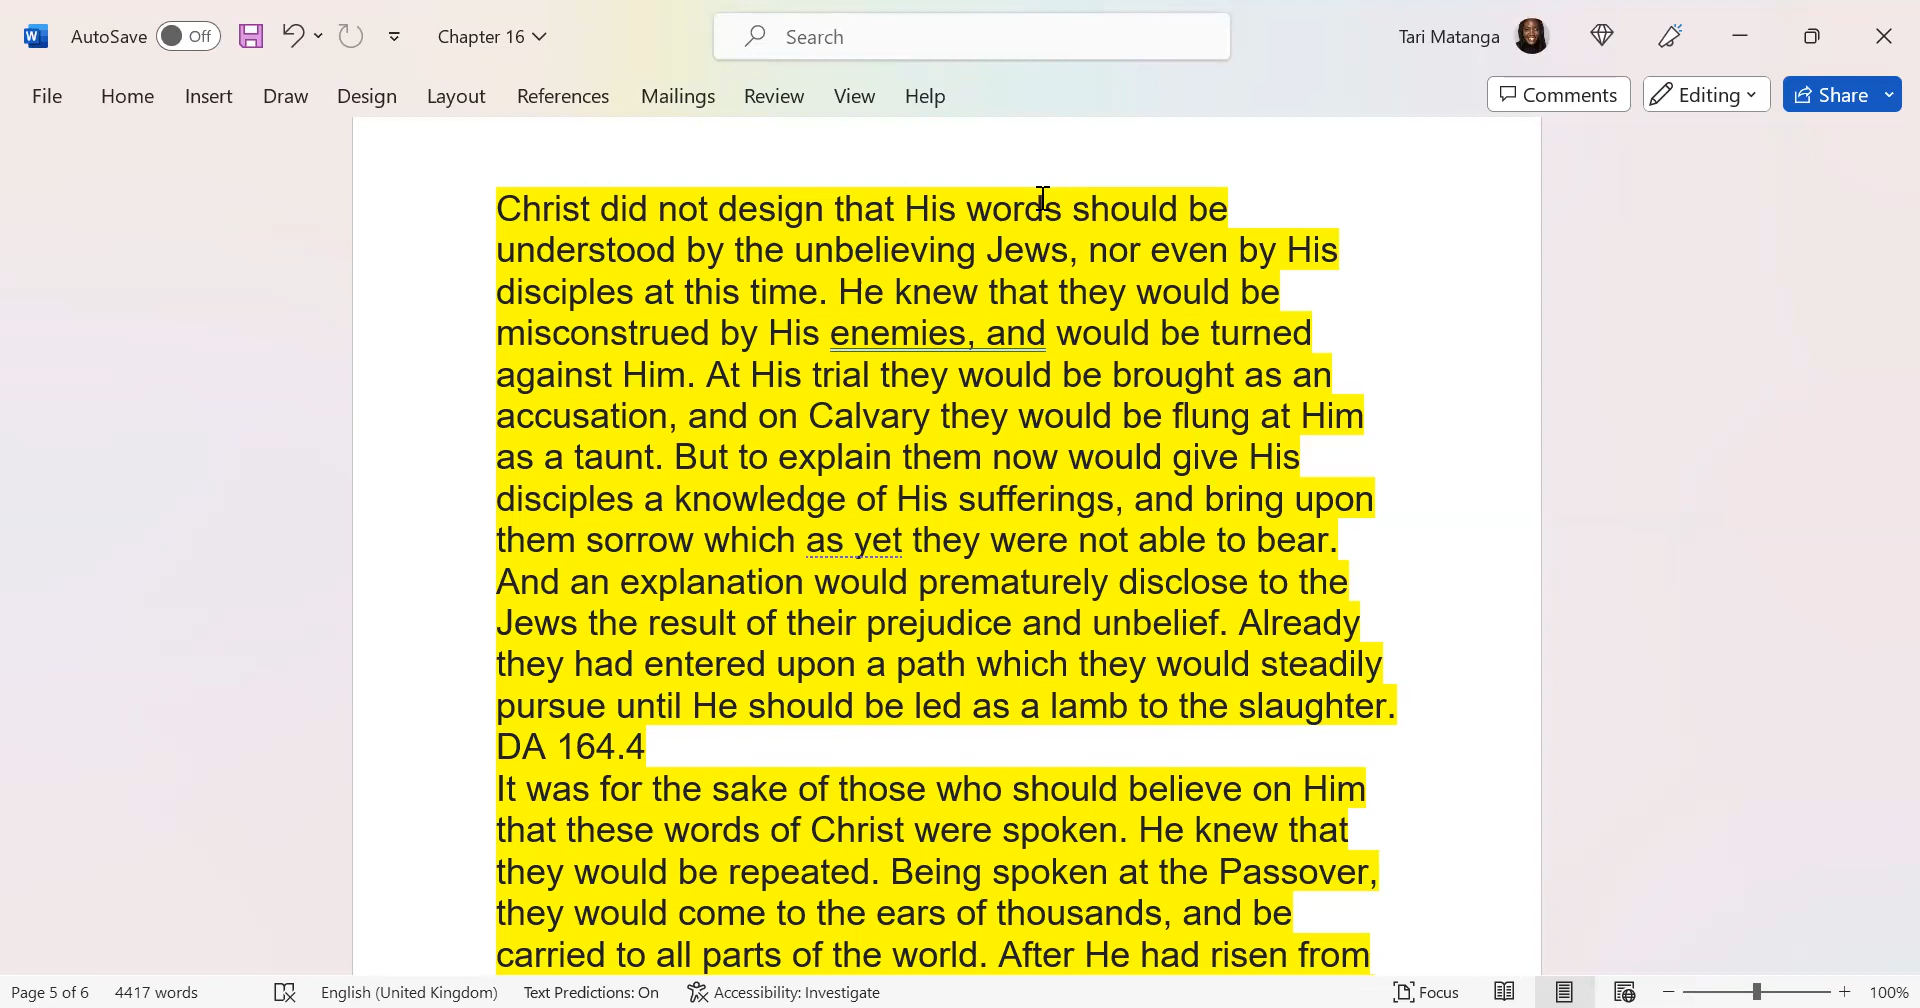 AutoSave Off Chapter 16 Search Tari Matanga
File Home Insert Draw Design Layout References Mailings Review View Help Comments Editing Share
Christ did not design that His words should be
understood by the unbelieving Jews, nor even by His
disciples at this time. He knew that they would be
misconstrued by His enemies, and would be turned
against Him. At His trial they would be brought as an
accusation, and on Calvary they would be flung at Him
as a taunt. But to explain them now would give His
disciples a knowledge of His sufferings, and bring upon
them sorrow which as yet they were not able to bear.
And an explanation would prematurely disclose to the
Jews the result of their prejudice and unbelief. Already
they had entered upon a path which they would steadily
pursue until He should be led as a lamb to the slaughter.
DA 164.4
It was for the sake of those who should believe on Him
that these words of Christ were spoken. He knew that
they would be repeated. Being spoken at the Passover,
they would come to the ears of thousands, and be
carried to all parts of the world. After He had risen from
Page 5 of 6 4417 words English (United Kingdom) Text Predictions: On Accessibility: Investigate Focus 100%